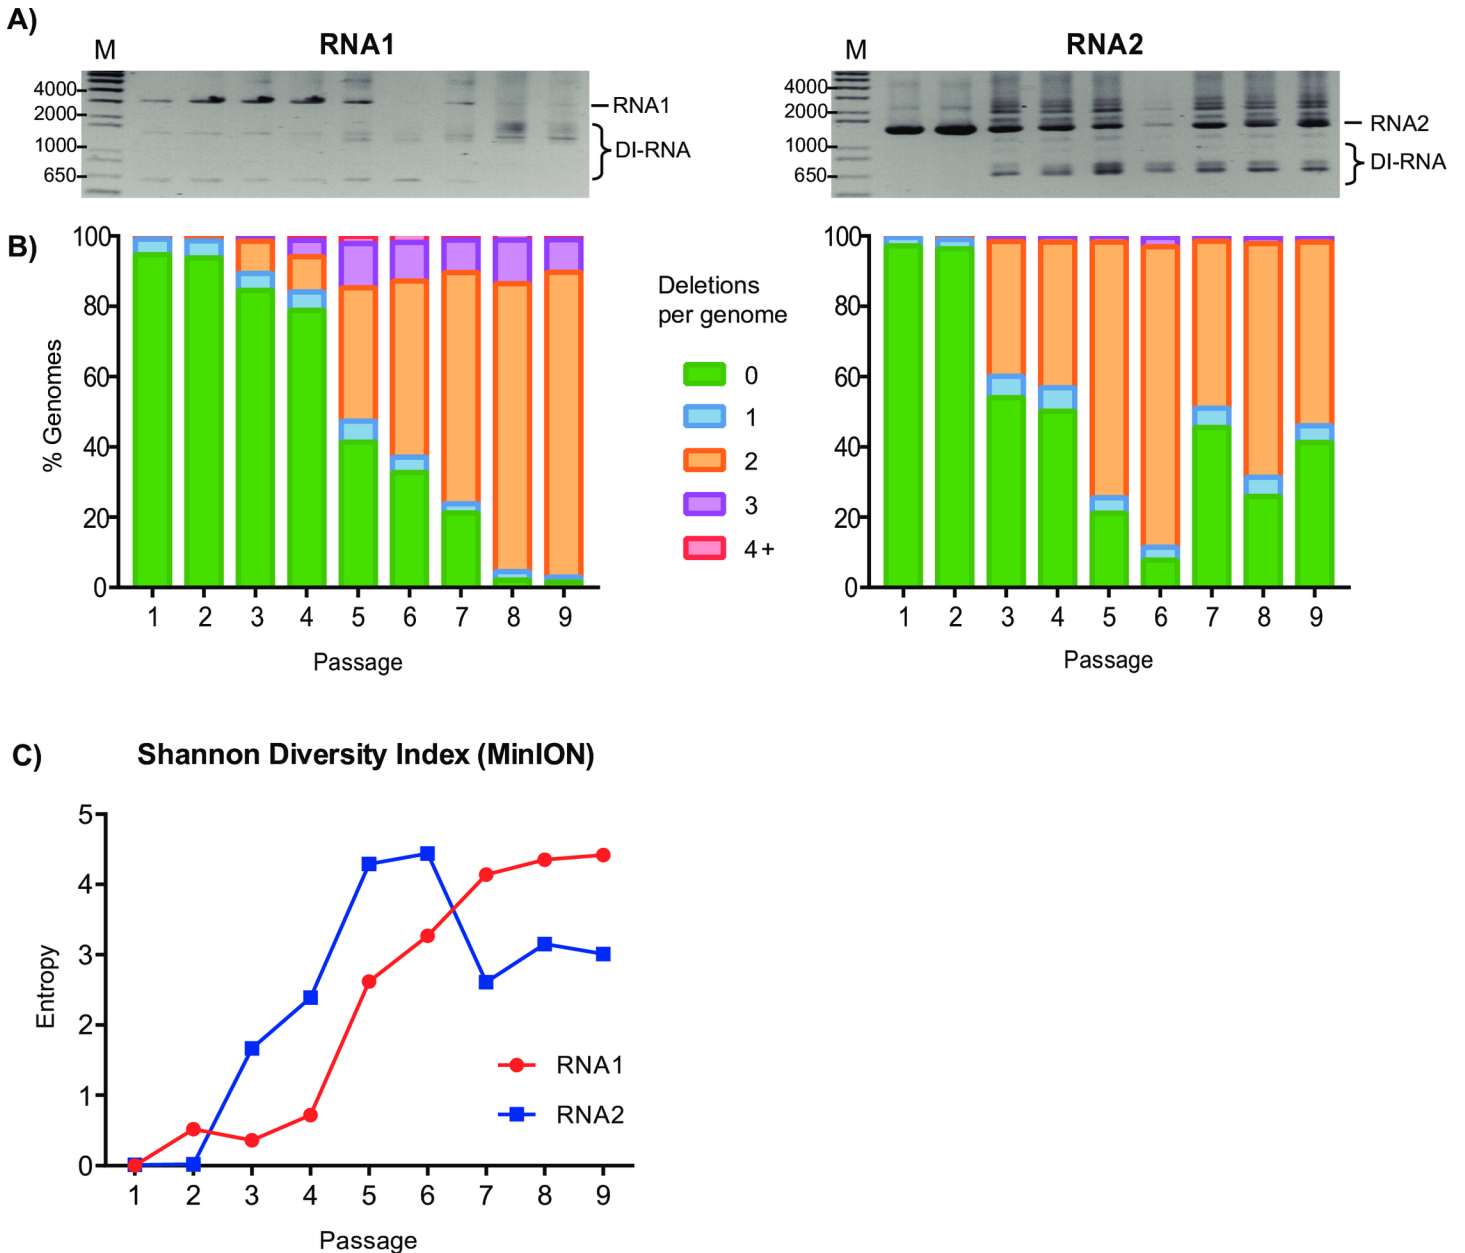 A)
RNA1
RNA2
M
M
4000
2000
1000
650
RNA1
DI-RNA
4000
2000
1000
650
RNA2
DI-RNA
B)
100
80
60
40
20
0
% Genomes
1 2 3 4 5 6 7 8 9
Passage
Deletions
per genome
0
1
2
3
4+
100
80
60
40
20
0
1 2 3 4 5 6 7 8 9
Passage
C)
Shannon Diversity Index (MinION)
5
4
3
2
1
0
Entropy
RNA1
RNA2
1 2 3 4 5 6 7 8 9
Passage